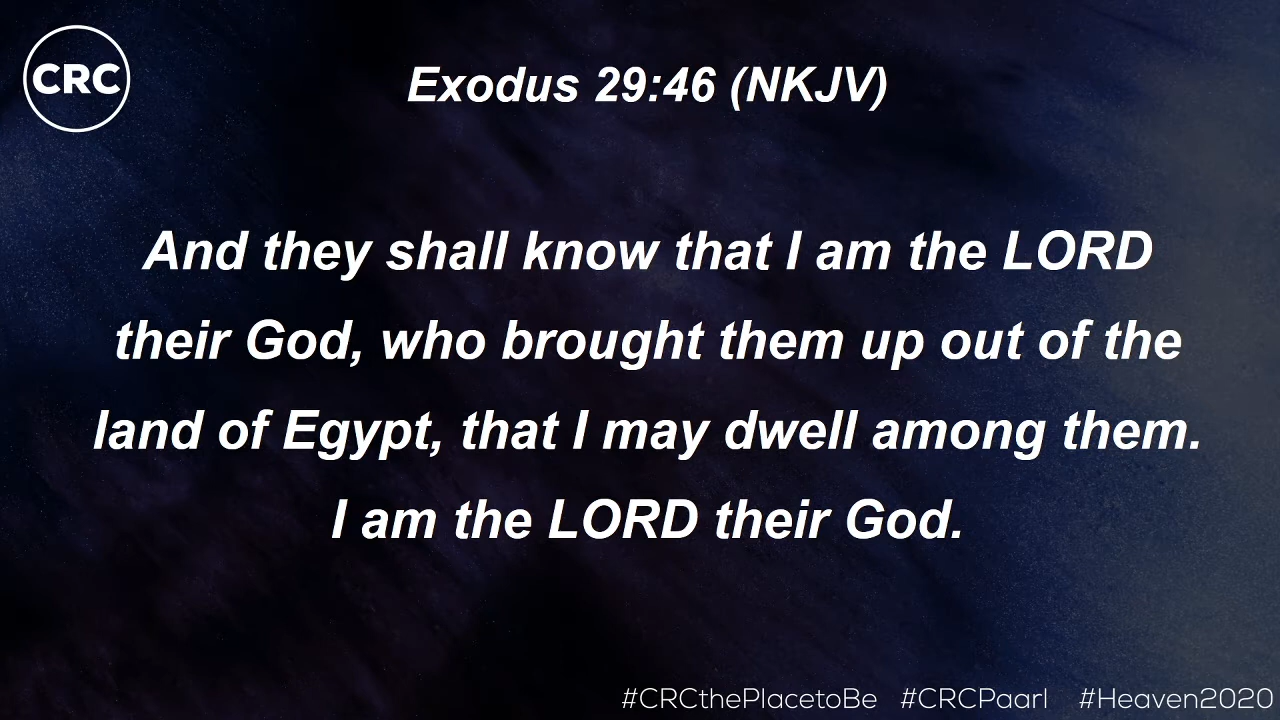 CRC
Exodus 29:46 (NKJV)
And they shall know that I am the LORD
their God, who brought them up out of the
land of Egypt, that I may dwell among them.
I am the LORD their God.
#CRCthePlacetoBe #CRCPaarl #Heaven2020